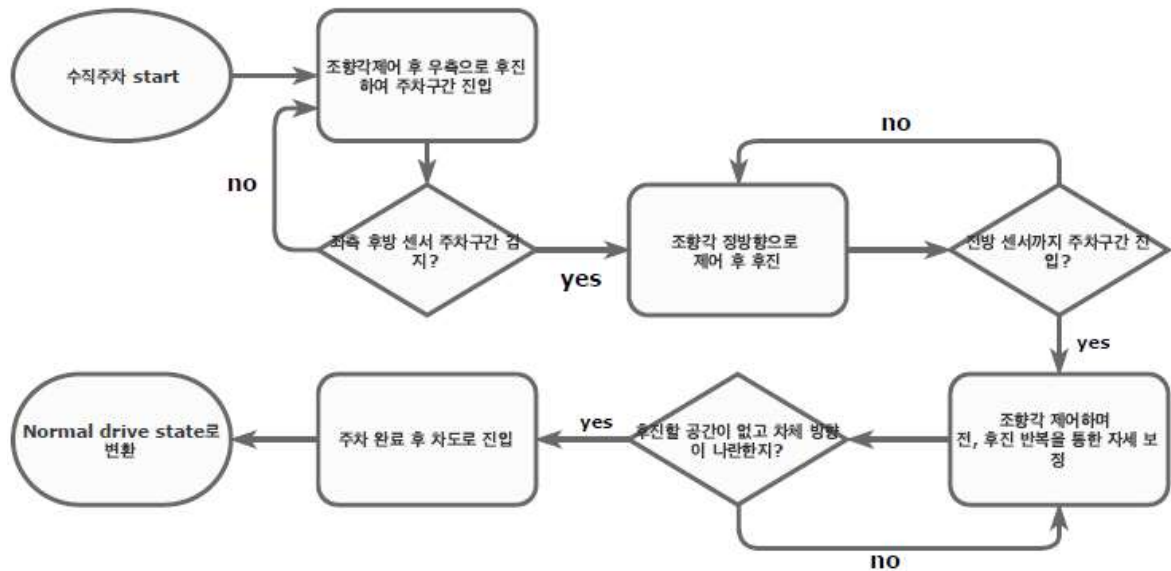 수직주차 start
조향각제어 후 우측으로 후진
하여 주차구간 진입
no
좌측 후방 센서 주차구간 감
지?
yes
조향각 정방향으로
제어 후 후진
no
전방 센서까지 주차구간 진
입?
yes
조향각 제어하며
전, 후진 반복을 통한 자세 보
정
후진할 공간이 없고 차체 방향
이 나란한지?
no
yes
주차 완료 후 차도로 진입
Normal drive state로
변환